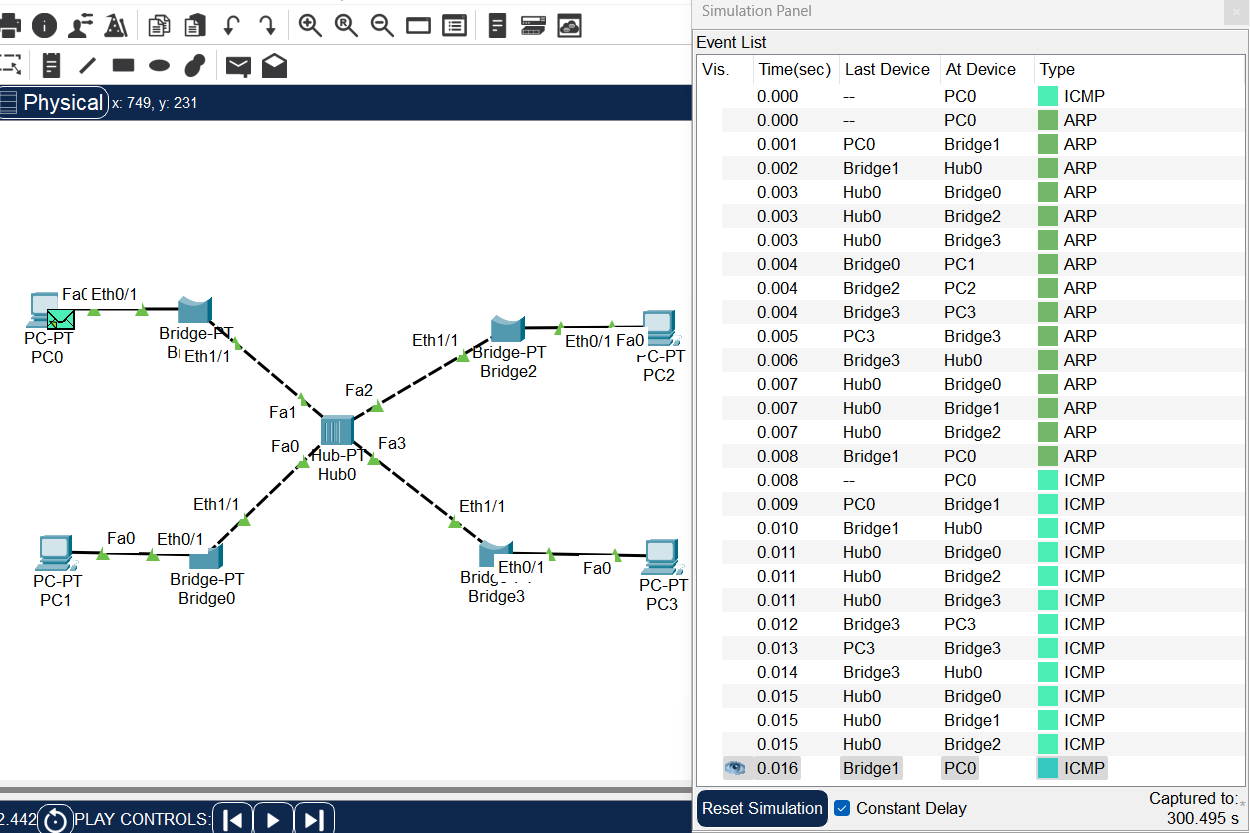 Physical x: 749, y: 231
Fa0 Eth0/1
PC-PT
PC0
Bridge-PT
Eth1/1
Eth1/1
Bridge-PT
Bridge2
Eth0/1 Fa0
PC-PT
PC2
Fa2
Fa1
Fa0
Fa3
Hub-PT
Hub0
Eth1/1
Eth1/1
Fa0
Eth0/1
PC-PT
PC1
Bridge-PT
Bridge0
Eth0/1
Bridge3
Fa0
PC-PT
PC3
2.442 PLAY CONTROLS:
Simulation Panel
Event List
Vis. Time(sec) Last Device At Device Type
0.000 -- PC0 ICMP
0.000 -- PC0 ARP
0.001 PC0 Bridge1 ARP
0.002 Bridge1 Hub0 ARP
0.003 Hub0 Bridge0 ARP
0.003 Hub0 Bridge2 ARP
0.003 Hub0 Bridge3 ARP
0.004 Bridge0 PC1 ARP
0.004 Bridge2 PC2 ARP
0.004 Bridge3 PC3 ARP
0.005 PC3 Bridge3 ARP
0.006 Bridge3 Hub0 ARP
0.007 Hub0 Bridge0 ARP
0.007 Hub0 Bridge1 ARP
0.007 Hub0 Bridge2 ARP
0.008 Bridge1 PC0 ARP
0.008 -- PC0 ICMP
0.009 PC0 Bridge1 ICMP
0.010 Bridge1 Hub0 ICMP
0.011 Hub0 Bridge0 ICMP
0.011 Hub0 Bridge2 ICMP
0.011 Hub0 Bridge3 ICMP
0.012 Bridge3 PC3 ICMP
0.013 PC3 Bridge3 ICMP
0.014 Bridge3 Hub0 ICMP
0.015 Hub0 Bridge0 ICMP
0.015 Hub0 Bridge1 ICMP
0.015 Hub0 Bridge2 ICMP
0.016 Bridge1 PC0 ICMP
Reset Simulation Constant Delay
Captured to:
300.495 s